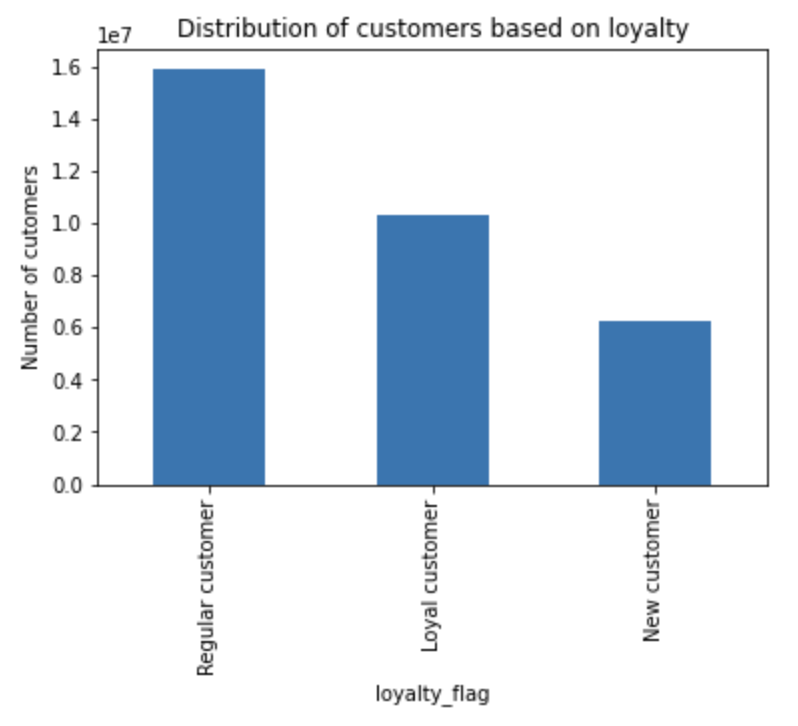 Distribution of customers based on loyalty
1e7
Number of cutomers
1.6
1.4
1.2
1.0
0.8
0.6
0.4
0.2
0.0
Regular customer
Loyal customer
New customer
loyalty_flag